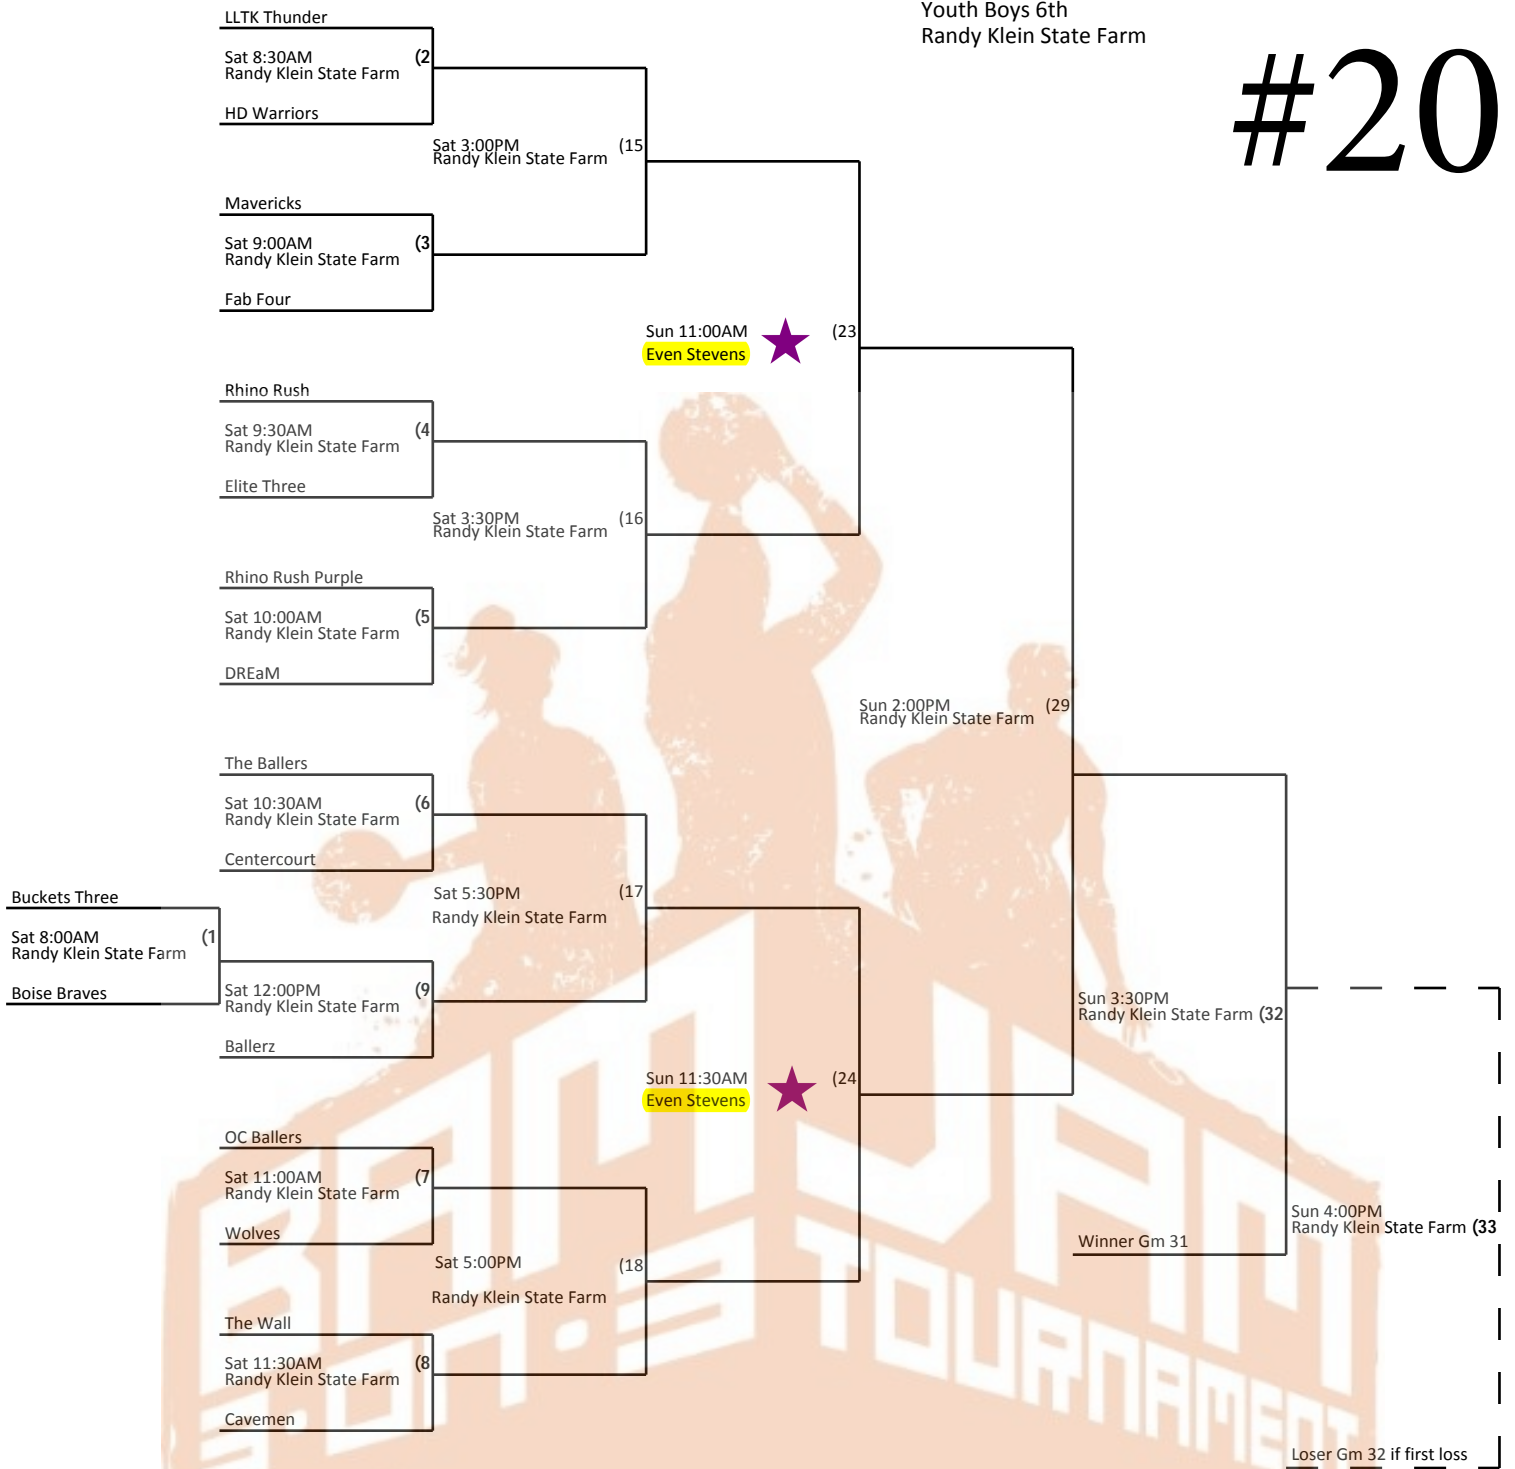 Youth Boys 6th
Randy Klein State Farm
#20
LLTK Thunder
Sat 8:30AM (2
Randy Klein State Farm
HD Warriors
Sat 3:00PM (15
Randy Klein State Farm
Mavericks
Sat 9:00AM (3
Randy Klein State Farm
Fab Four
Sun 11:00AM (23
Even Stevens
Rhino Rush
Sat 9:30AM (4
Randy Klein State Farm
Elite Three
Sat 3:30PM (16
Randy Klein State Farm
Rhino Rush Purple
Sat 10:00AM (5
Randy Klein State Farm
DREaM
Sun 2:00PM (29
Randy Klein State Farm
The Ballers
Sat 10:30AM (6
Randy Klein State Farm
Centercourt
Sat 5:30PM (17
Randy Klein State Farm
Buckets Three
Sat 8:00AM (1
Randy Klein State Farm
Boise Braves
Sat 12:00PM (9
Randy Klein State Farm
Ballerz
Sun 3:30PM
Randy Klein State Farm (32
Sun 11:30AM (24
Even Stevens
OC Ballers
Sat 11:00AM (7
Randy Klein State Farm
Wolves
Sat 5:00PM (18
Randy Klein State Farm
Sun 4:00PM
Randy Klein State Farm (33
Winner Gm 31
The Wall
Sat 11:30AM (8
Randy Klein State Farm
Cavemen
Loser Gm 32 if first loss
BAM JAM
3-ON-3 TOURNAMENT